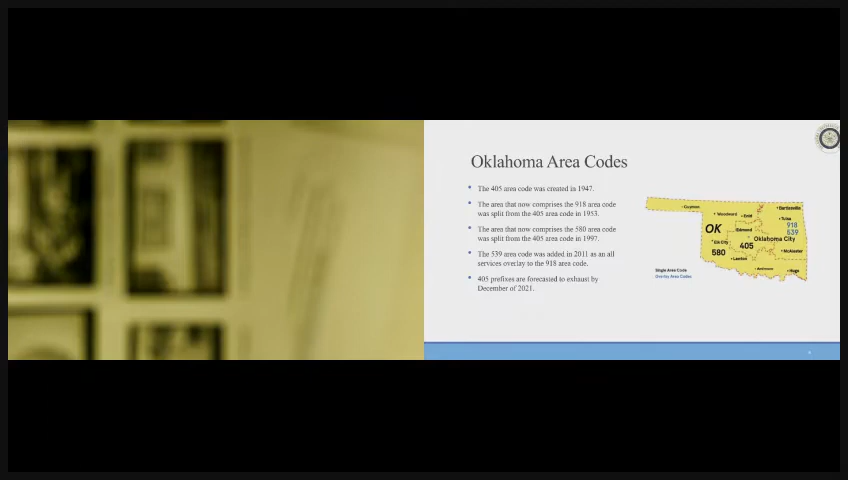 Oklahoma Area Codes
The 405 area code was created in 1947.
The area that now comprises the 918 area code
was split from the 405 area code in 1953.
The area that now comprises the 580 area code
was split from the 405 area code in 1997.
The 539 area code was added in 2011 as an all
services overlay to the 918 area code.
405 prefixes are forecasted to exhaust by
December of 2021.
Guymon
Bartlesville
Woodward
Enid
Tulsa
918
OK
Edmond
539
Oklahoma City
Elk City
405
580
McAlester
Lawton
Ardmore
Hugo
Single Area Code
Overlay Area Codes